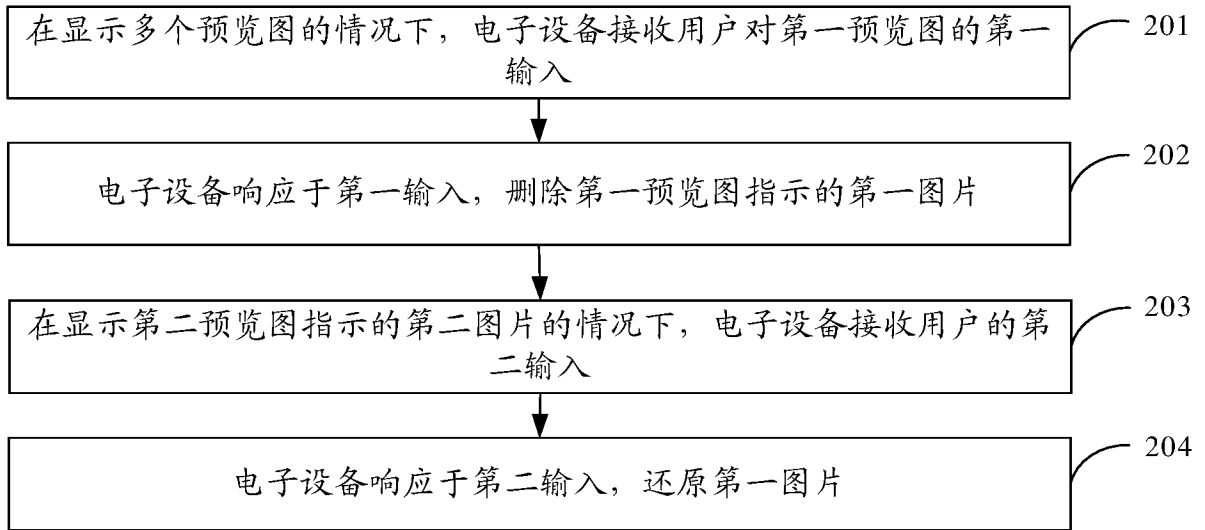 在显示多个预览图的情况下，电子设备接收用户对第一预览图的第一
输入
201
电子设备响应于第一输入，删除第一预览图指示的第一图片
202
在显示第二预览图指示的第二图片的情况下，电子设备接收用户的第
二输入
203
电子设备响应于第二输入，还原第一图片
204